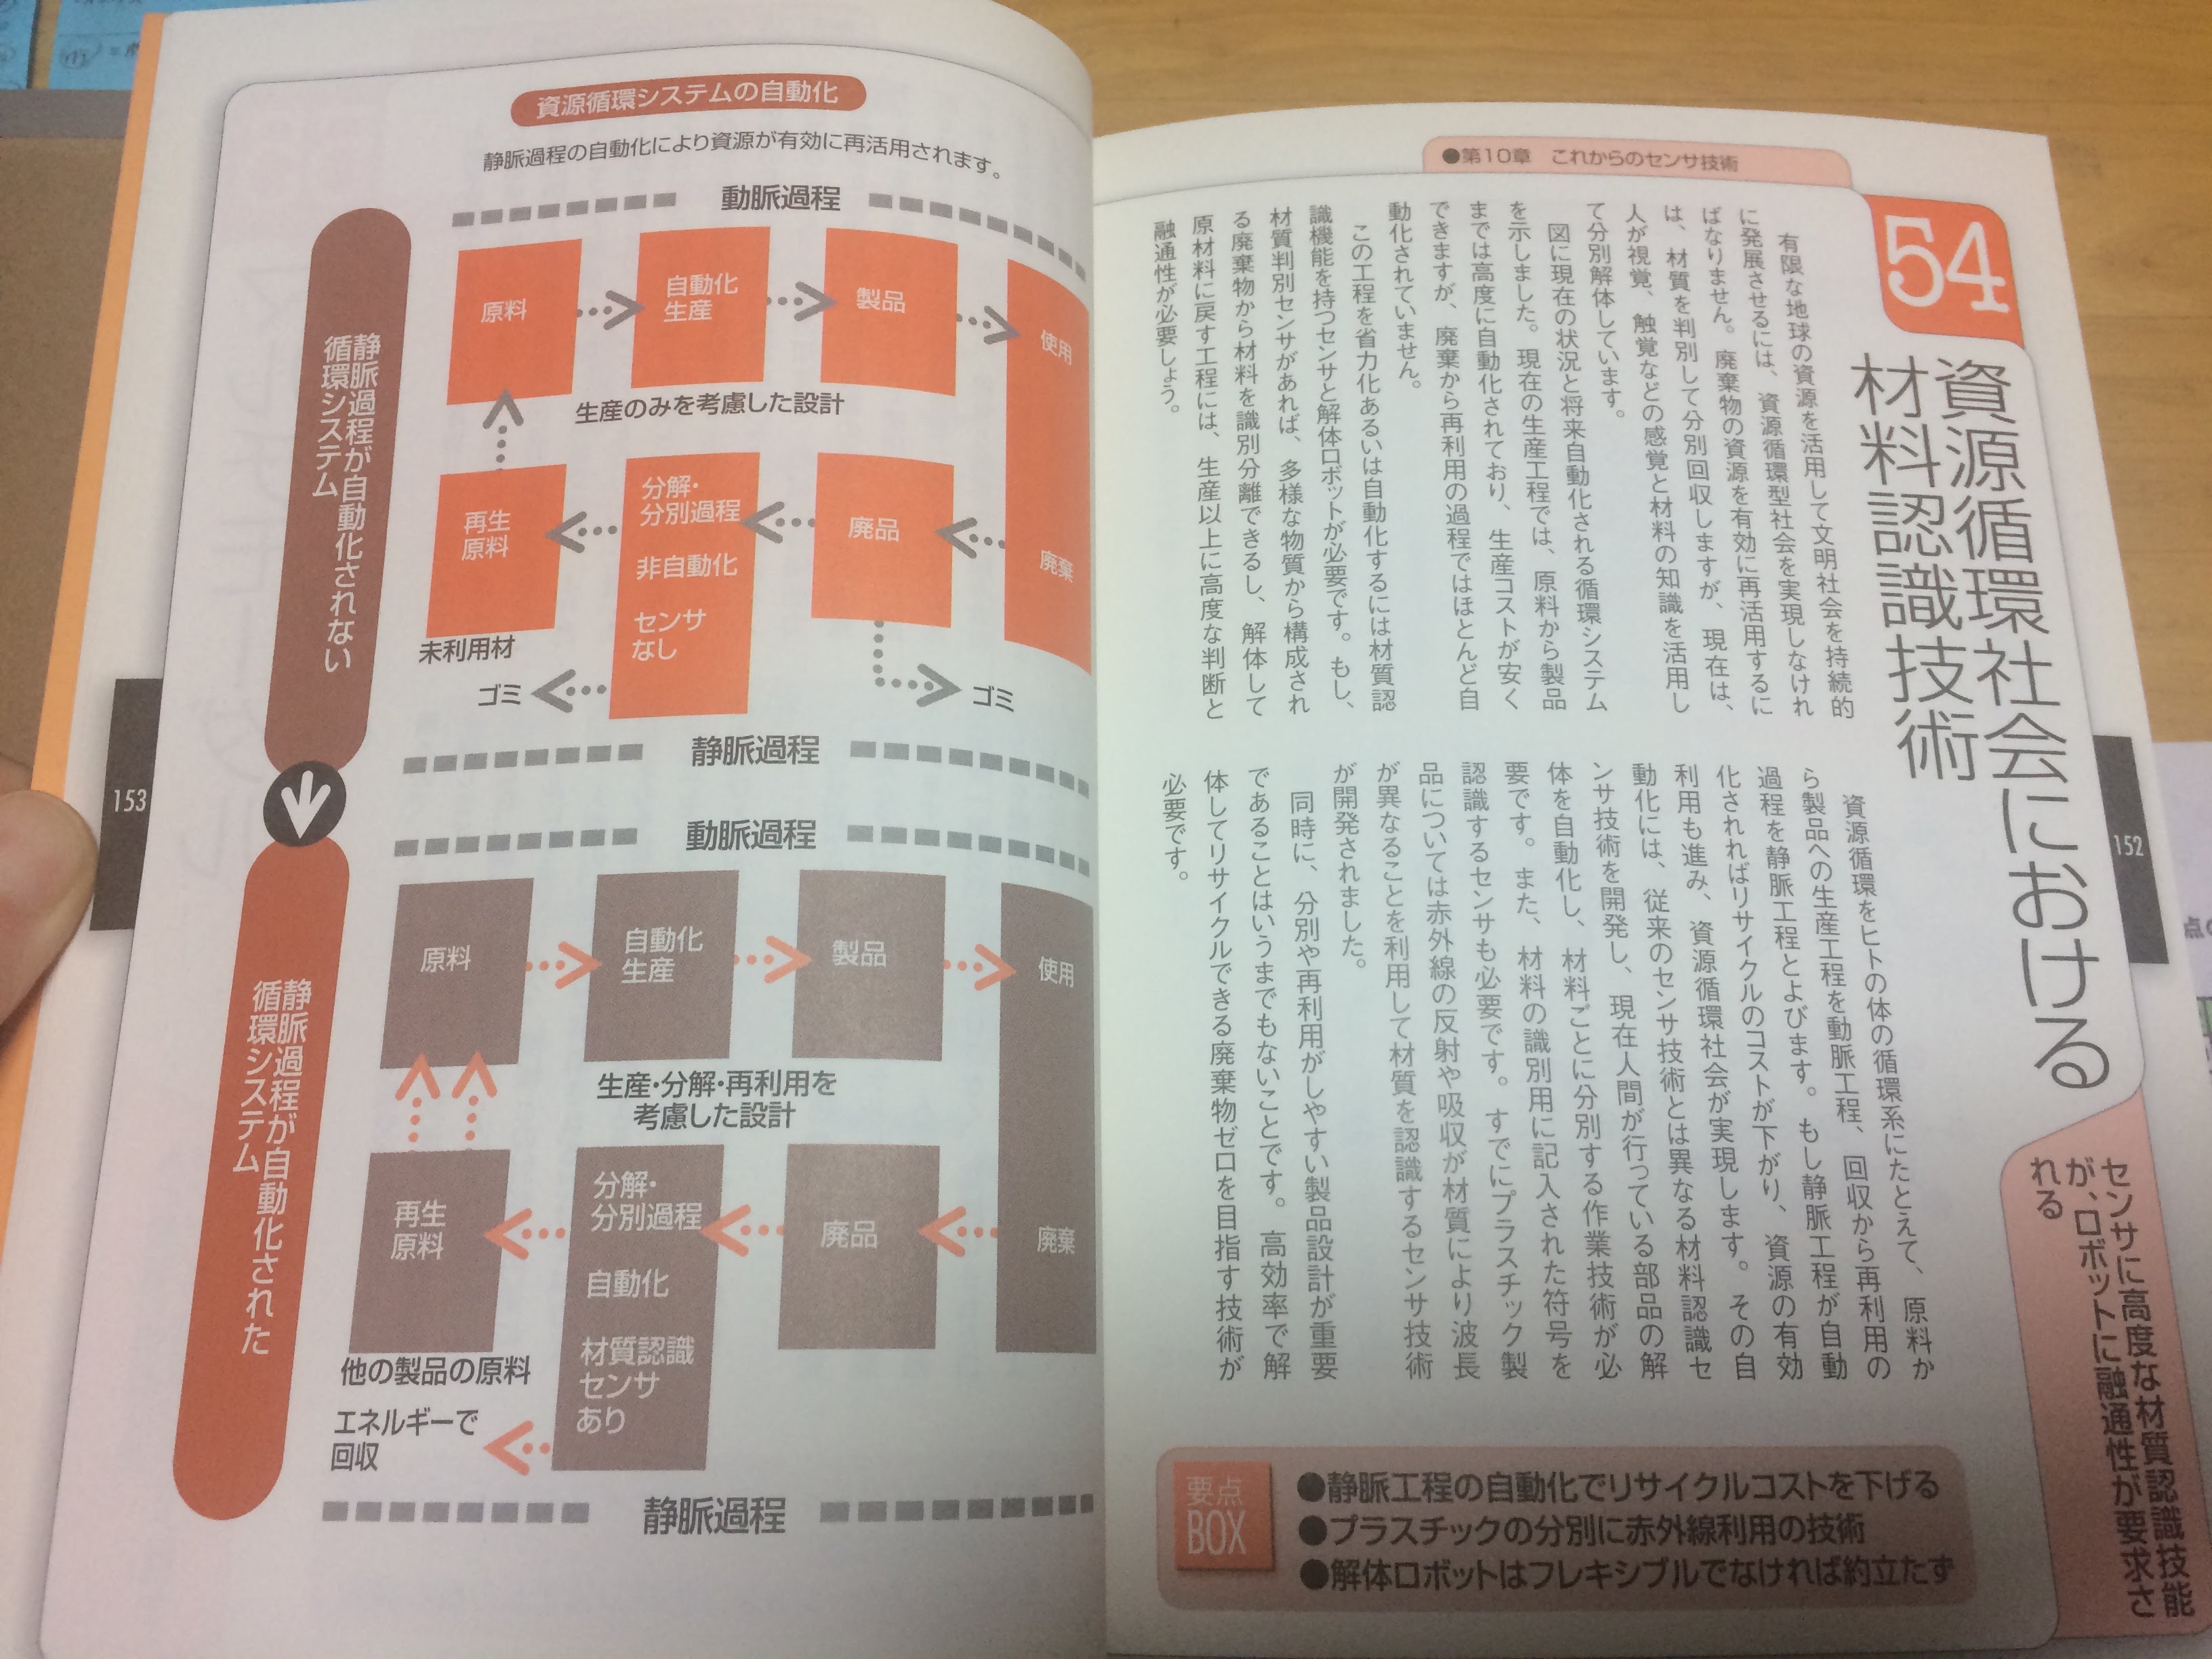 ●第10章 これからのセンサ技術
54
資源循環社会における
材料認識技術
センサに高度な材質認識技能
が、ロボットに融通性が要求さ
れる
有限な地球の資源を活用して文明社会を持続的
に発展させるには、資源循環型社会を実現しなけれ
ばなりません。廃棄物の資源を有効に再活用するに
は、材質を判別して分別回収しますが、現在は、
人が視覚、触覚などの感覚と材料の知識を活用し
て分別解体しています。
図に現在の状況と将来自動化される循環システム
を示しました。現在の生産工程では、原料から製品
までは高度に自動化されており、生産コストが安く
できますが、廃棄から再利用の過程ではほとんど自
動化されていません。
この工程を省力化あるいは自動化するには材質認
識機能を持つセンサと解体ロボットが必要です。もし、
材質判別センサがあれば、多様な物質から構成され
る廃棄物から材料を識別分離できるし、解体して
原材料に戻す工程には、生産以上に高度な判断と
融通性が必要しょう。
資源循環をヒトの体の循環系にたとえて、原料か
ら製品への生産工程を動脈工程、回収から再利用の
過程を静脈工程とよびます。もし静脈工程が自動
化されればリサイクルのコストが下がり、資源の有効
利用も進み、資源循環社会が実現します。その自
動化には、従来のセンサ技術とは異なる材料認識セ
ンサ技術を開発し、現在人間が行っている部品の解
体を自動化し、材料ごとに分別する作業技術が必
要です。また、材料の識別用に記入された符号を
認識するセンサも必要です。すでにプラスチック製
品については赤外線の反射や吸収が材質により波長
が異なることを利用して材質を認識するセンサ技術
が開発されました。
同時に、分別や再利用がしやすい製品設計が重要
であることはいうまでもないことです。高効率で解
体してリサイクルできる廃棄物ゼロを目指す技術が
必要です。
要点
BOX
●静脈工程の自動化でリサイクルコストを下げる
●プラスチックの分別に赤外線利用の技術
●解体ロボットはフレキシブルでなければ約立たず
152
資源循環システムの自動化
静脈過程の自動化により資源が有効に再活用されます。
静脈過程が自動化されない
循環システム
動脈過程
原料
自動化
生産
製品
使用
生産のみを考慮した設計
再生
原料
分解・
分別過程
非自動化
センサ
なし
廃品
廃棄
未利用材
ゴミ
ゴミ
静脈過程
静脈過程が自動化された
循環システム
動脈過程
原料
自動化
生産
製品
使用
生産・分解・再利用を
考慮した設計
再生
原料
分解・
分別過程
自動化
材質認識
センサ
あり
廃品
廃棄
他の製品の原料
エネルギーで
回収
静脈過程
153